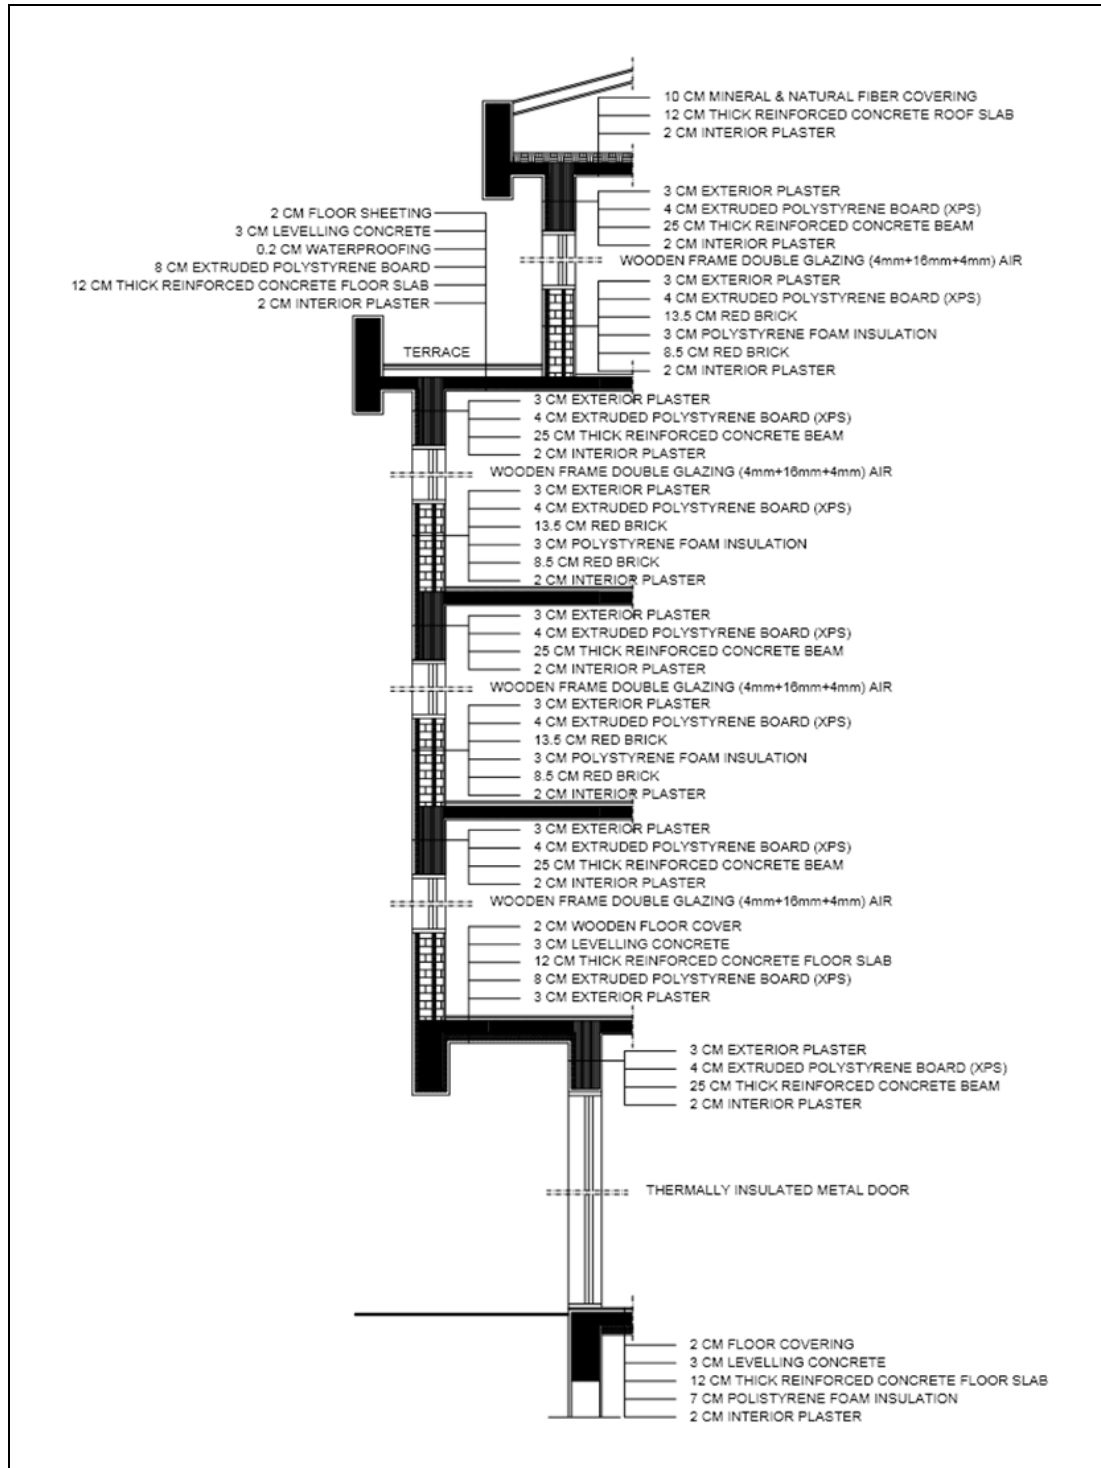 10 CM MINERAL & NATURAL FIBER COVERING
12 CM THICK REINFORCED CONCRETE ROOF SLAB
2 CM INTERIOR PLASTER
3 CM EXTERIOR PLASTER
4 CM EXTRUDED POLYSTYRENE BOARD (XPS)
25 CM THICK REINFORCED CONCRETE BEAM
2 CM INTERIOR PLASTER
2 CM FLOOR SHEETING
3 CM LEVELLING CONCRETE
0.2 CM WATERPROOFING
8 CM EXTRUDED POLYSTYRENE BOARD
12 CM THICK REINFORCED CONCRETE FLOOR SLAB
2 CM INTERIOR PLASTER
WOODEN FRAME DOUBLE GLAZING (4mm+16mm+4mm) AIR
3 CM EXTERIOR PLASTER
4 CM EXTRUDED POLYSTYRENE BOARD (XPS)
13.5 CM RED BRICK
3 CM POLYSTYRENE FOAM INSULATION
8.5 CM RED BRICK
2 CM INTERIOR PLASTER
TERRACE
3 CM EXTERIOR PLASTER
4 CM EXTRUDED POLYSTYRENE BOARD (XPS)
25 CM THICK REINFORCED CONCRETE BEAM
2 CM INTERIOR PLASTER
WOODEN FRAME DOUBLE GLAZING (4mm+16mm+4mm) AIR
3 CM EXTERIOR PLASTER
4 CM EXTRUDED POLYSTYRENE BOARD (XPS)
13.5 CM RED BRICK
3 CM POLYSTYRENE FOAM INSULATION
8.5 CM RED BRICK
2 CM INTERIOR PLASTER
3 CM EXTERIOR PLASTER
4 CM EXTRUDED POLYSTYRENE BOARD (XPS)
25 CM THICK REINFORCED CONCRETE BEAM
2 CM INTERIOR PLASTER
WOODEN FRAME DOUBLE GLAZING (4mm+16mm+4mm) AIR
3 CM EXTERIOR PLASTER
4 CM EXTRUDED POLYSTYRENE BOARD (XPS)
13.5 CM RED BRICK
3 CM POLYSTYRENE FOAM INSULATION
8.5 CM RED BRICK
2 CM INTERIOR PLASTER
3 CM EXTERIOR PLASTER
4 CM EXTRUDED POLYSTYRENE BOARD (XPS)
25 CM THICK REINFORCED CONCRETE BEAM
2 CM INTERIOR PLASTER
WOODEN FRAME DOUBLE GLAZING (4mm+16mm+4mm) AIR
2 CM WOODEN FLOOR COVER
3 CM LEVELLING CONCRETE
12 CM THICK REINFORCED CONCRETE FLOOR SLAB
8 CM EXTRUDED POLYSTYRENE BOARD (XPS)
3 CM EXTERIOR PLASTER
3 CM EXTERIOR PLASTER
4 CM EXTRUDED POLYSTYRENE BOARD (XPS)
25 CM THICK REINFORCED CONCRETE BEAM
2 CM INTERIOR PLASTER
THERMALLY INSULATED METAL DOOR
2 CM FLOOR COVERING
3 CM LEVELLING CONCRETE
12 CM THICK REINFORCED CONCRETE FLOOR SLAB
7 CM POLISTYRENE FOAM INSULATION
2 CM INTERIOR PLASTER